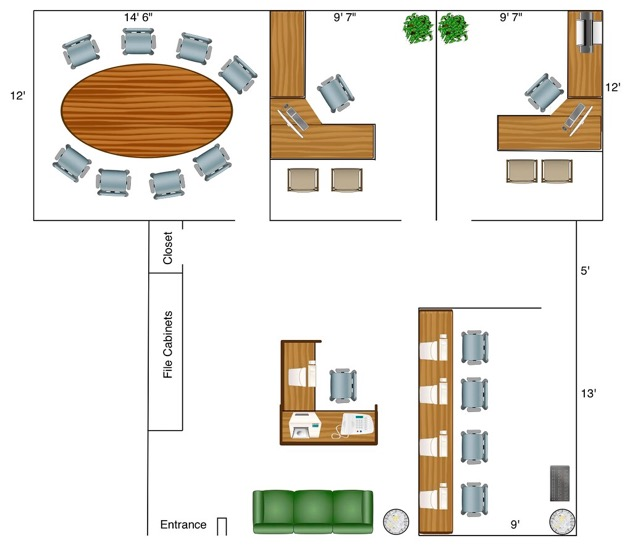 14' 6"
9' 7"
9' 7"
12'
12'
Closet
5'
File Cabinets
13'
Entrance
9'